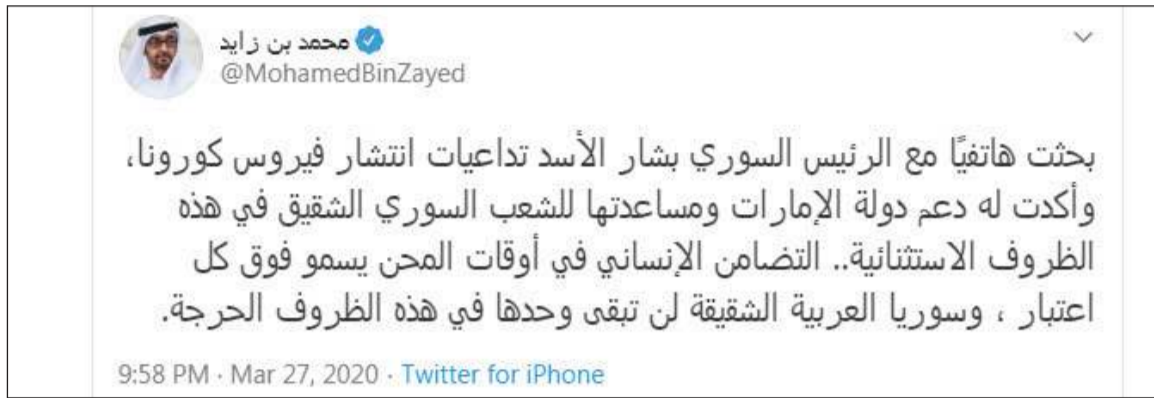 محمد بن زايد
@MohamedBinZayed
بحثت هاتفيًا مع الرئيس السوري بشار الأسد تداعيات انتشار فيروس كورونا،
وأكدت له دعم دولة الإمارات ومساعدتها للشعب السوري الشقيق في هذه
الظروف الاستثنائية.. التضامن الإنساني في أوقات المحن يسمو فوق كل
اعتبار ، وسوريا العربية الشقيقة لن تبقى وحدها في هذه الظروف الحرجة.
9:58 PM · Mar 27, 2020 · Twitter for iPhone